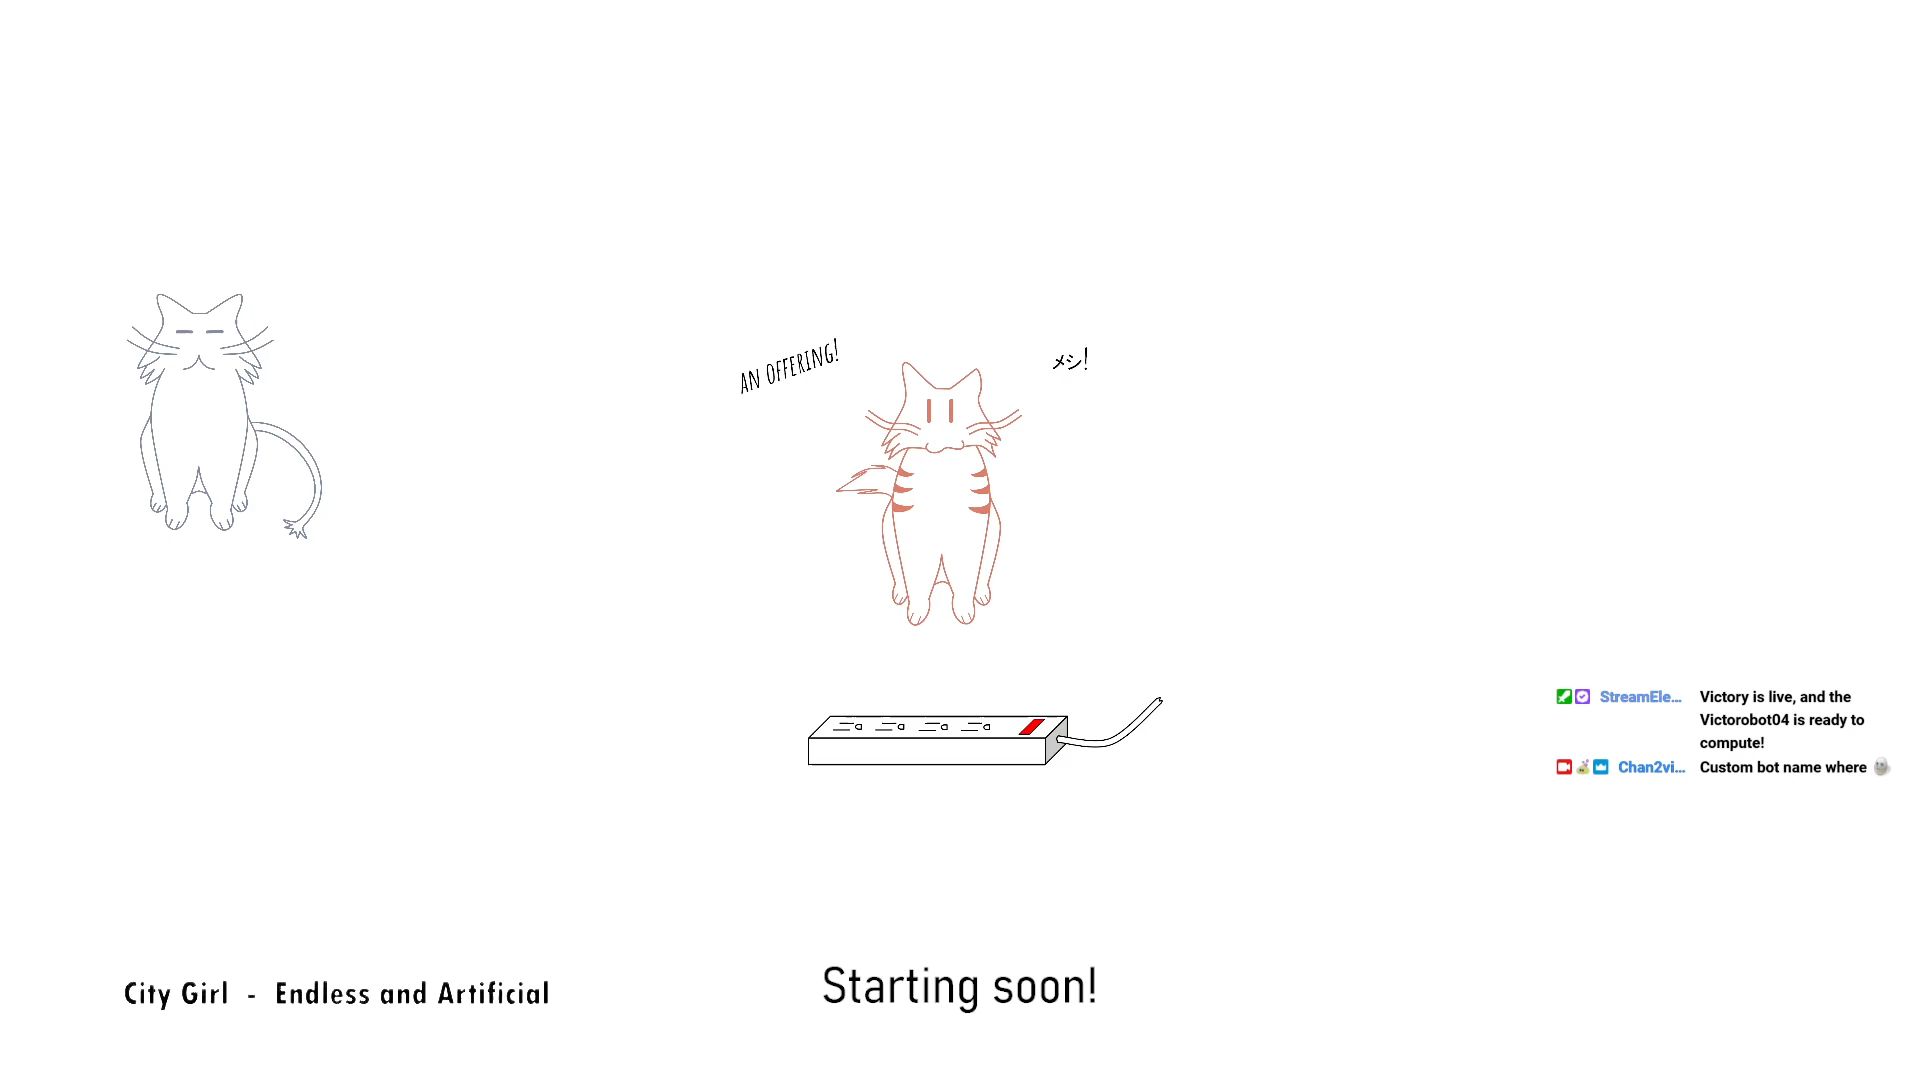 AN OFFERING!
メシ!
StreamEle... Victory is live, and the
Victorobot04 is ready to
compute!
Chan2vi... Custom bot name where
City Girl - Endless and Artificial
Starting soon!